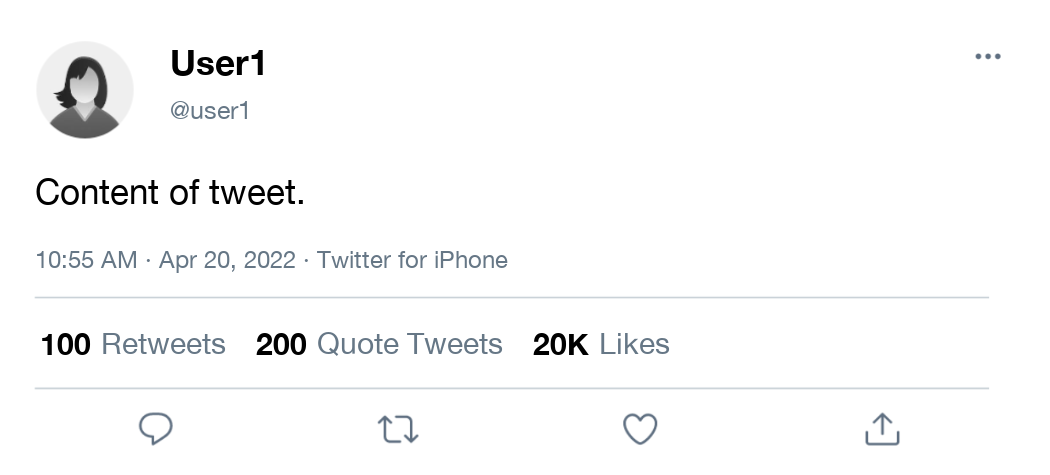 User1
@user1
Content of tweet.
10:55 AM · Apr 20, 2022 · Twitter for iPhone
100 Retweets 200 Quote Tweets 20K Likes